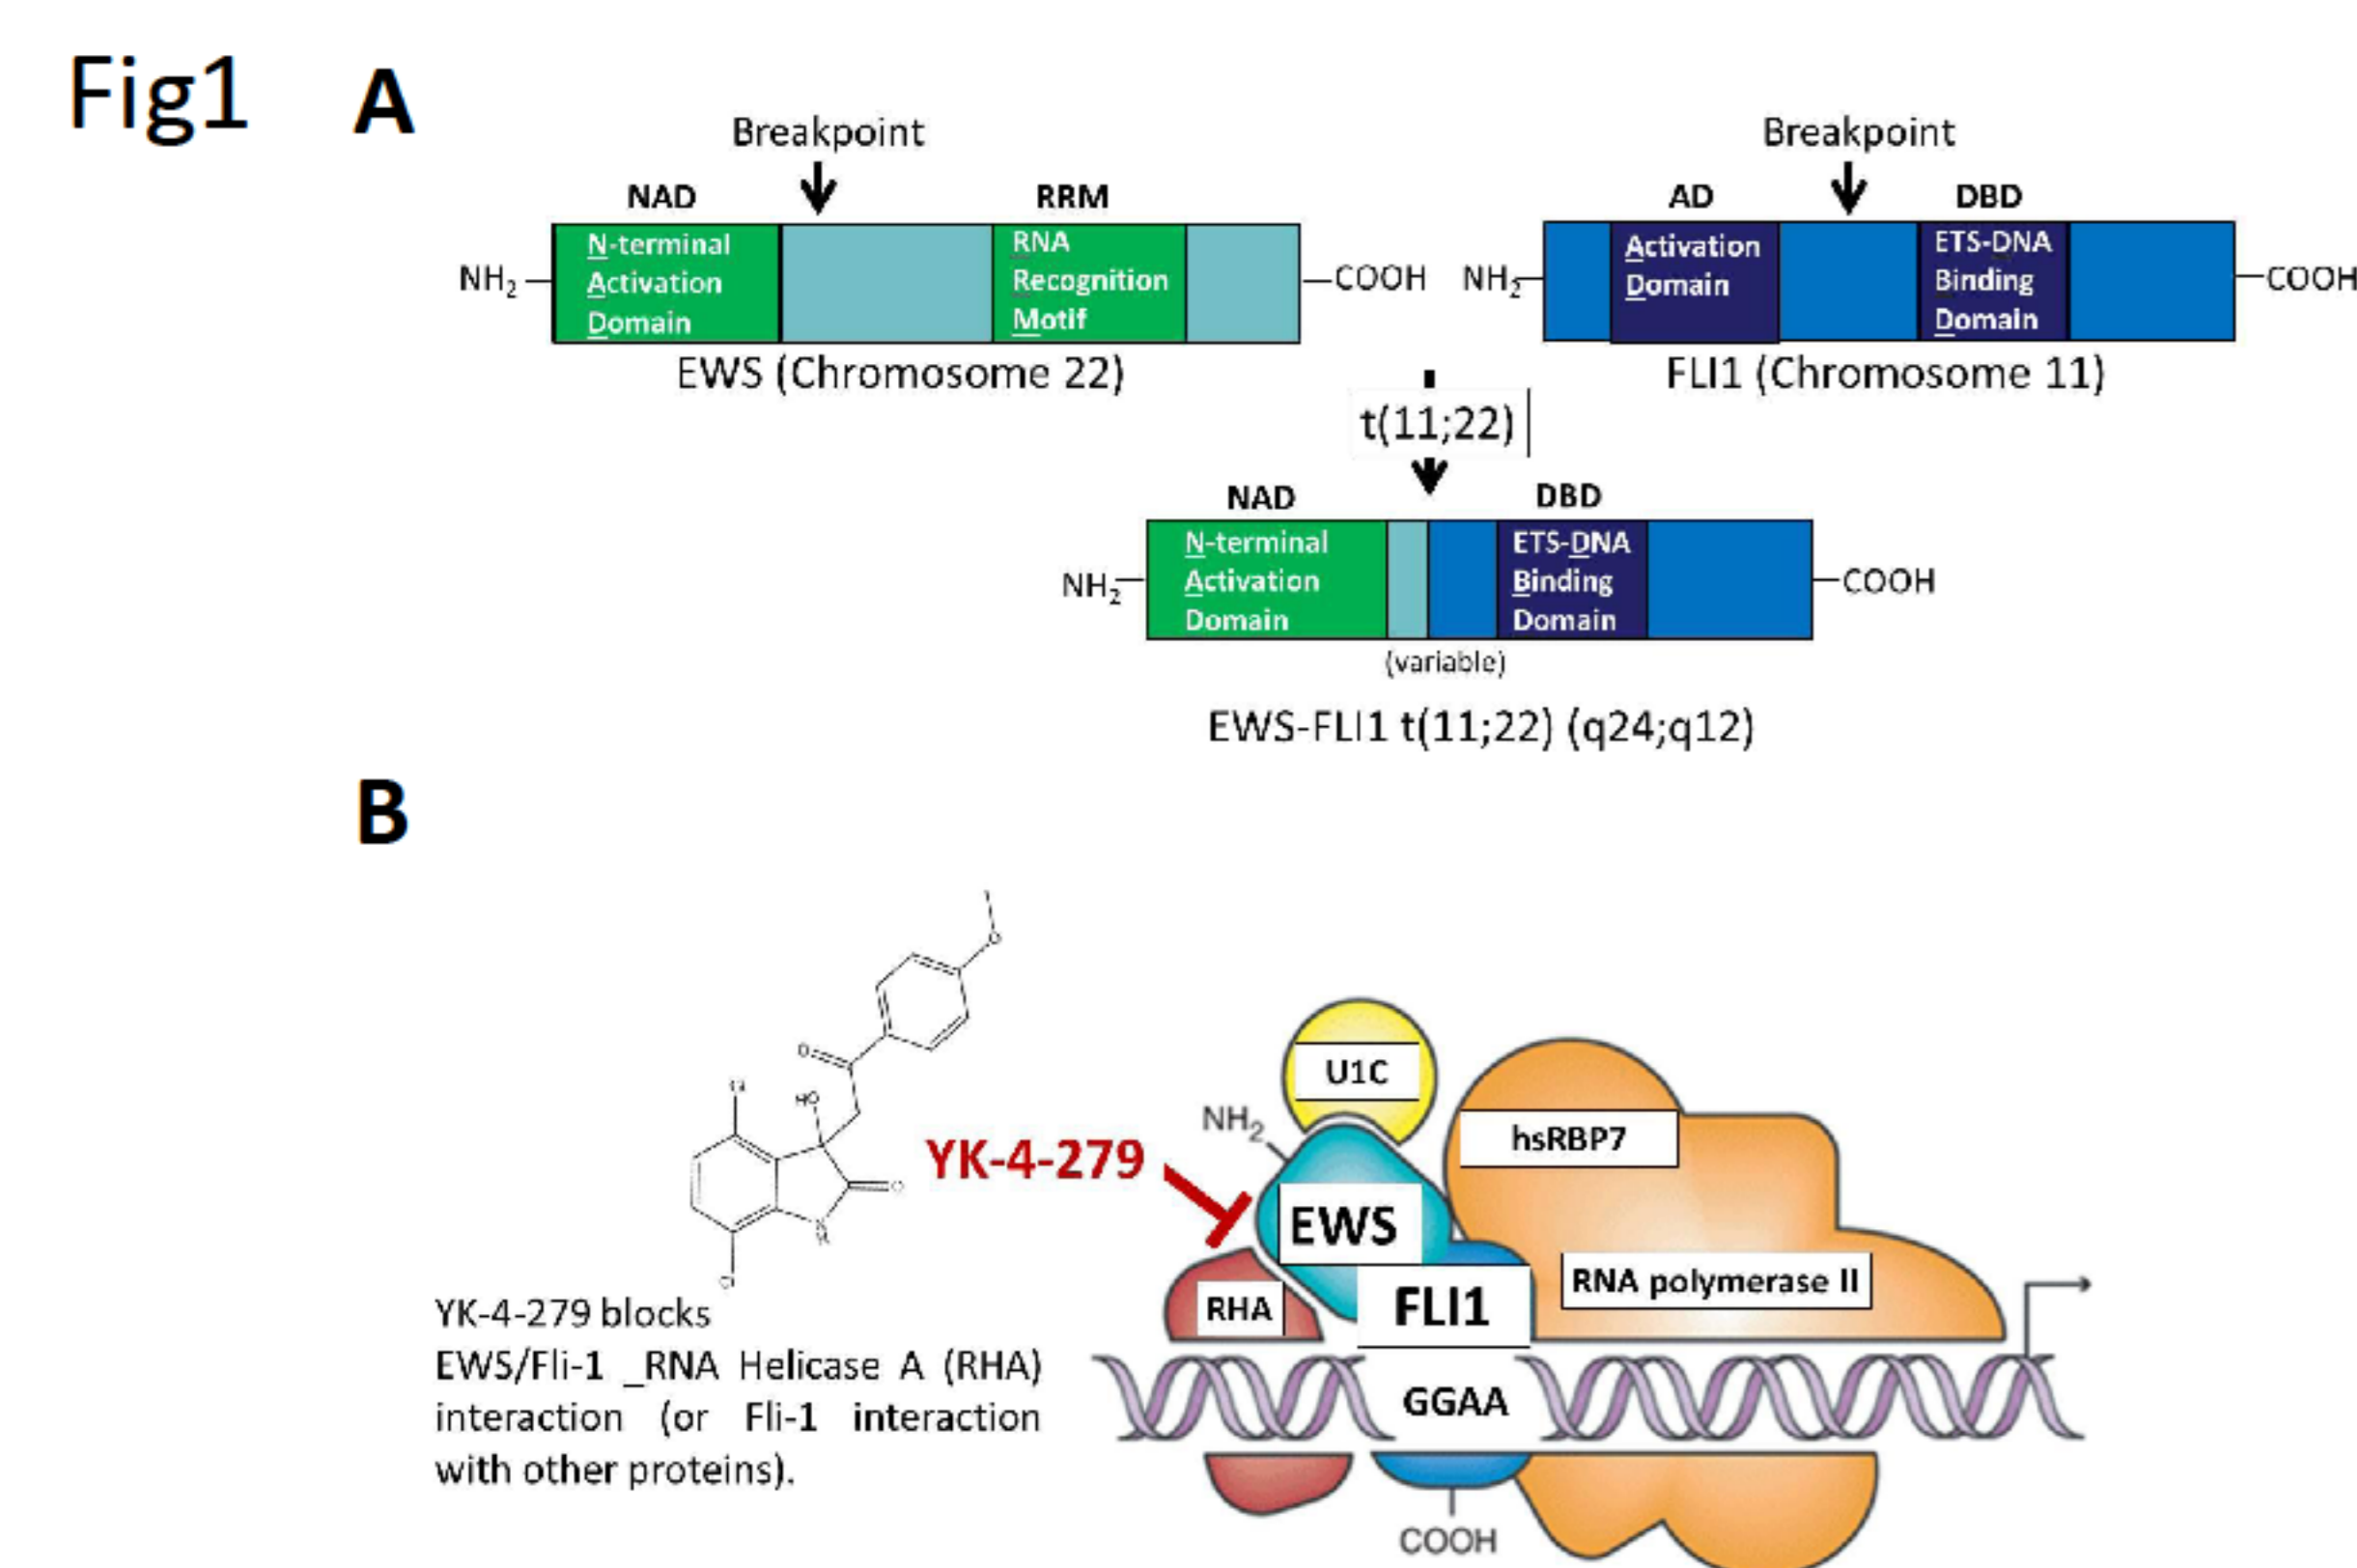 Fig1 A
Breakpoint
Breakpoint
NAD
RRM
AD
DBD
NH2
N-terminal
Activation
Domain
RNA
Recognition
Motif
COOH
NH2
Activation
Domain
ETS-DNA
Binding
Domain
COOH
EWS (Chromosome 22)
FLI1 (Chromosome 11)
t(11;22)
NAD
DBD
NH2
N-terminal
Activation
Domain
ETS-DNA
Binding
Domain
COOH
(variable)
EWS-FLI1 t(11;22) (q24;q12)
B
O
O
Cl
HO
O
N
H
Cl
YK-4-279
YK-4-279 blocks
EWS/Fli-1 _RNA Helicase A (RHA)
interaction (or Fli-1 interaction
with other proteins).
U1C
NH2
hsRBP7
EWS
RNA polymerase II
RHA
FLI1
GGAA
COOH